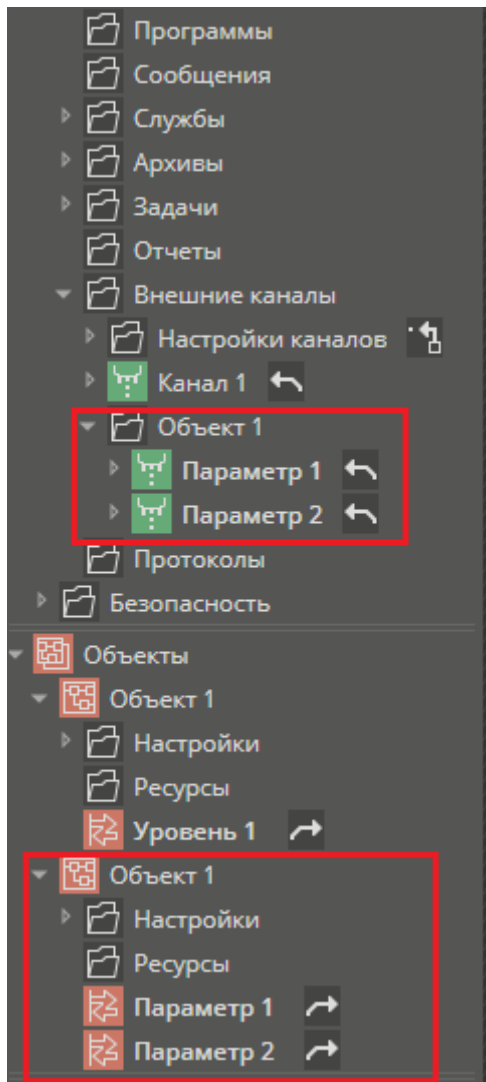 Программы
Сообщения
Службы
Архивы
Задачи
Отчеты
Внешние каналы
Настройки каналов
Канал 1
Объект 1
Параметр 1
Параметр 2
Протоколы
Безопасность
Объекты
Объект 1
Настройки
Ресурсы
Уровень 1
Объект 1
Настройки
Ресурсы
Параметр 1
Параметр 2